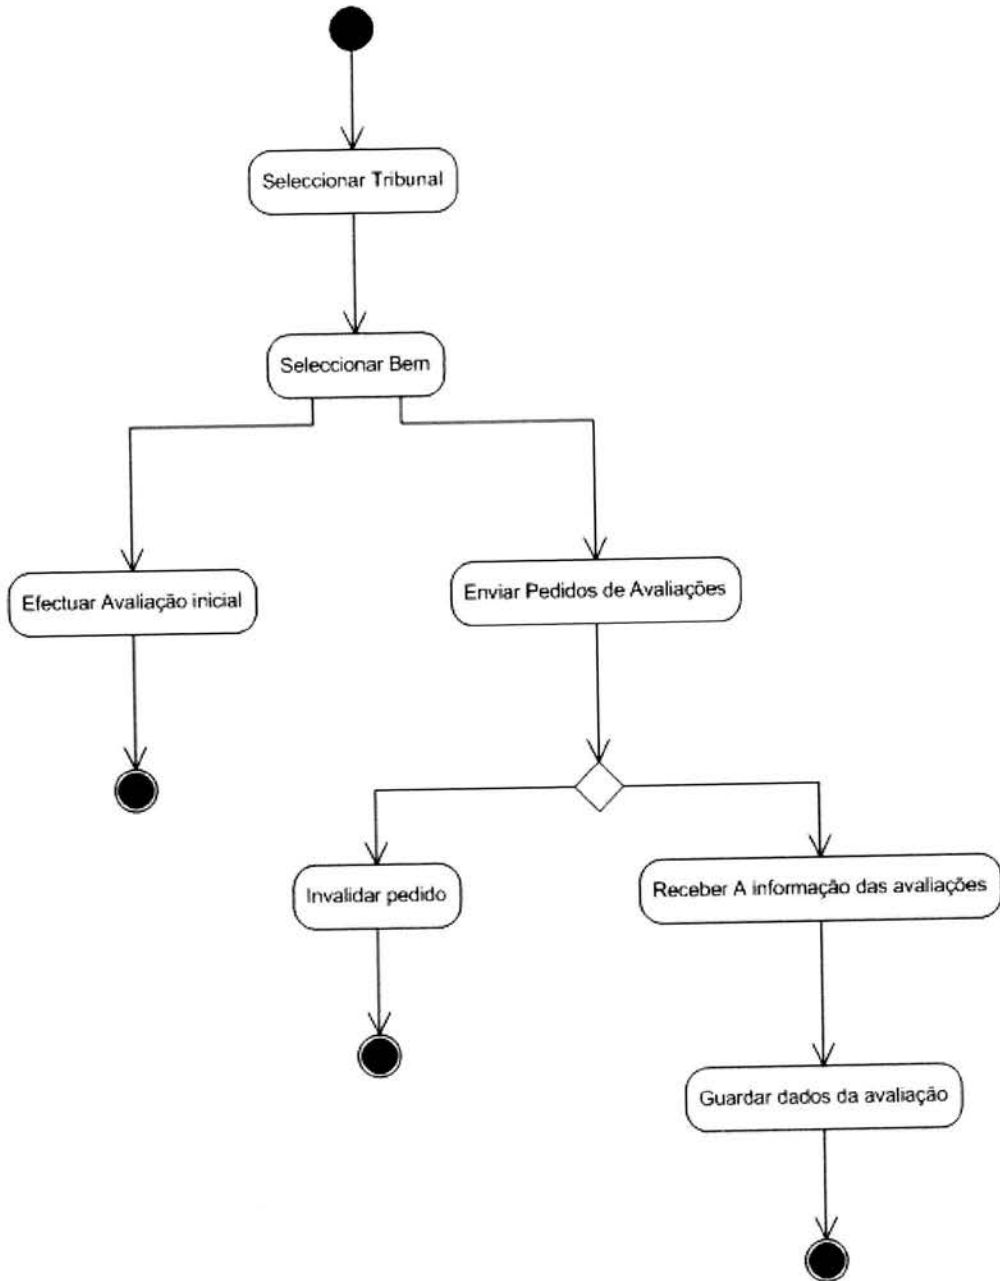 Seleccionar Tribunal
Seleccionar Bem
Efectuar Avaliação inicial
Enviar Pedidos de Avaliações
Invalidar pedido
Receber A informação das avaliações
Guardar dados da avaliação